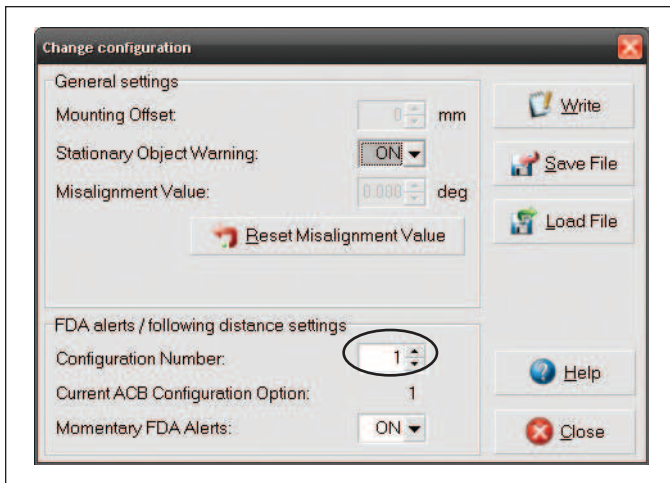 Change configuration
General settings
Mounting Offset: 0 mm
Stationary Object Warning: ON
Misalignment Value: 0.000 deg
Reset Misalignment Value
Write
Save File
Load File
FDA alerts / following distance settings
Configuration Number: 1
Current ACB Configuration Option: 1
Momentary FDA Alerts: ON
Help
Close